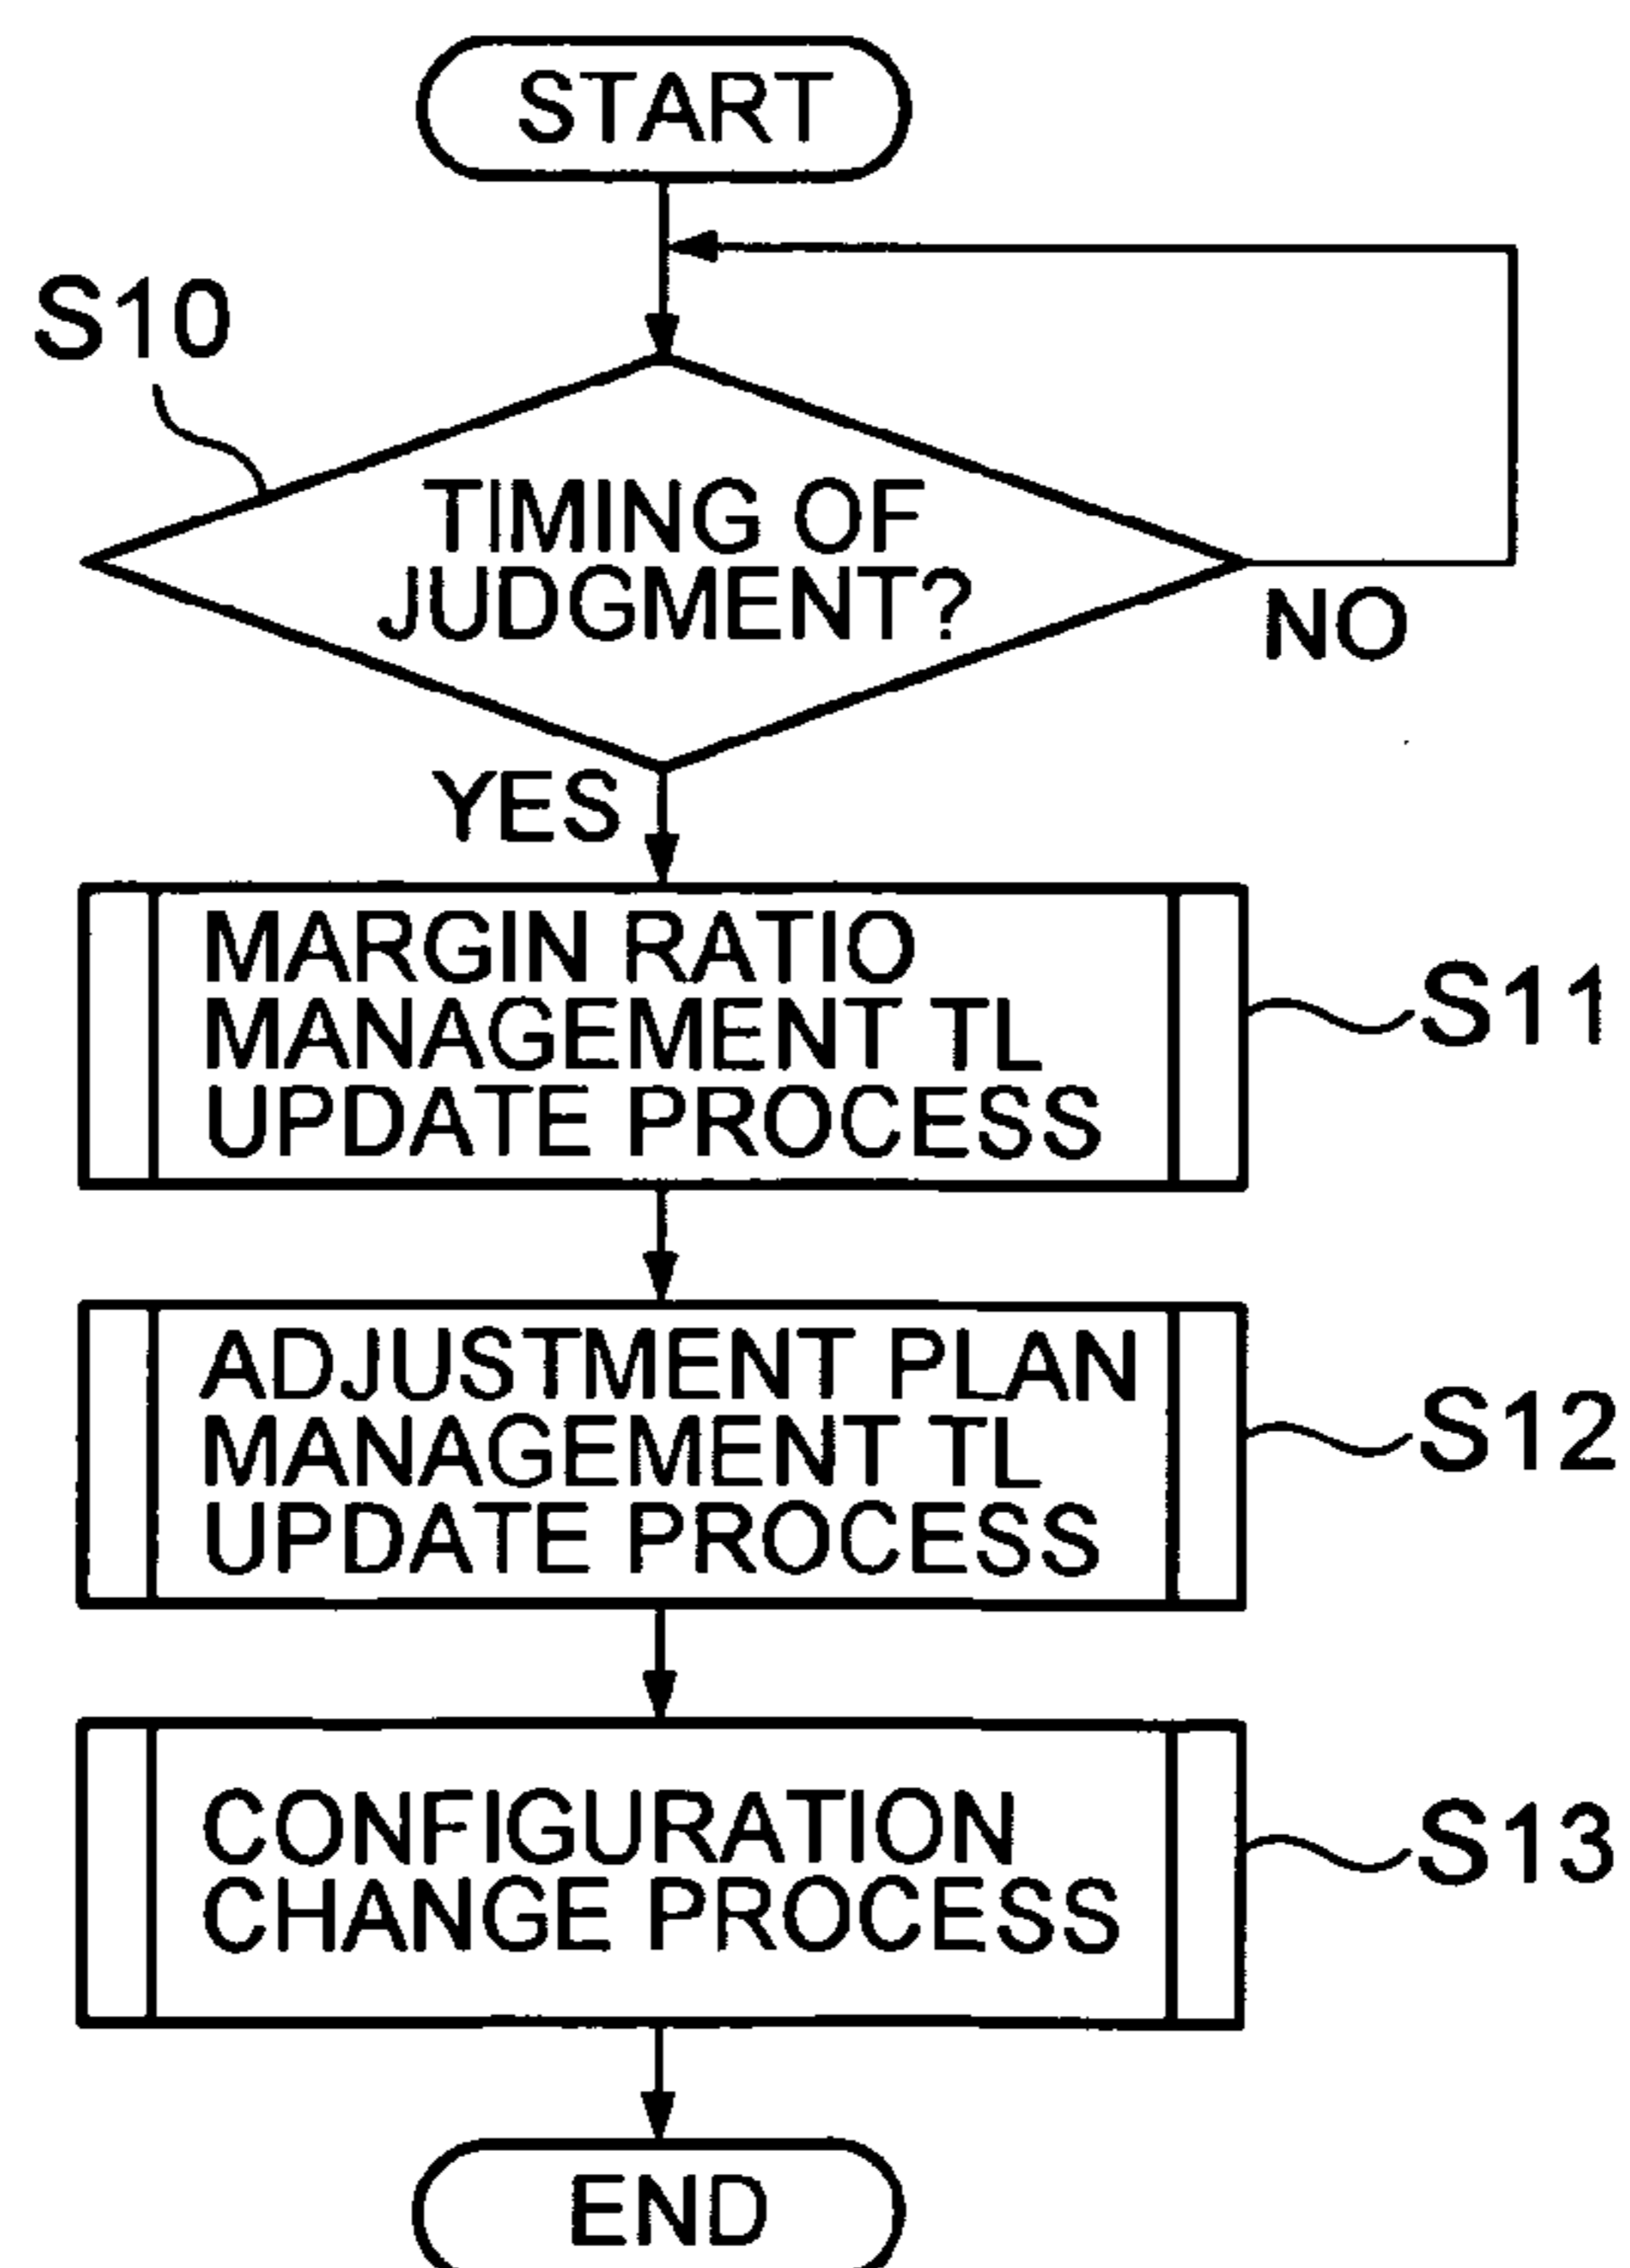 START
S10
TIMING OF
JUDGMENT?
NO
YES
MARGIN RATIO
MANAGEMENT TL
UPDATE PROCESS
S11
ADJUSTMENT PLAN
MANAGEMENT TL
UPDATE PROCESS
S12
CONFIGURATION
CHANGE PROCESS
S13
END